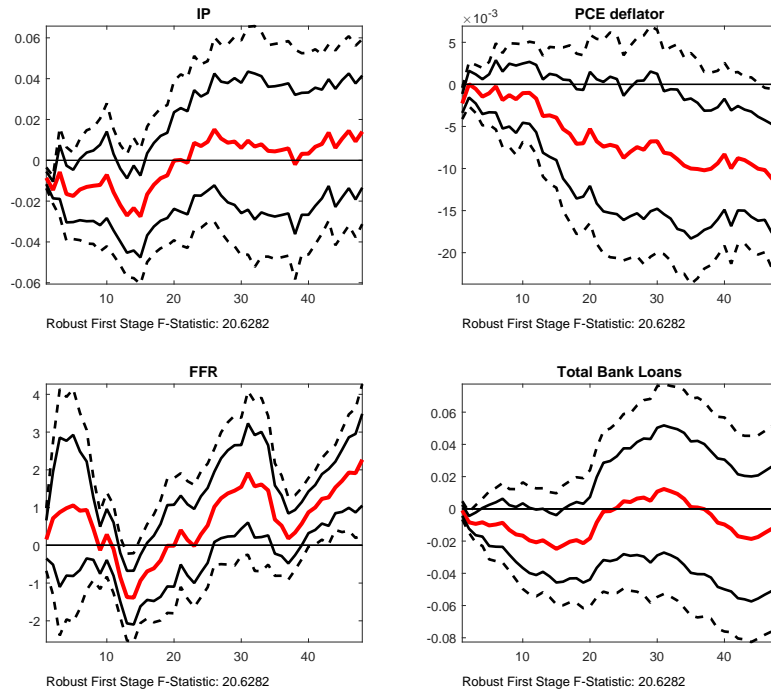 IP
0.06
0.04
0.02
0
-0.02
-0.04
-0.06
10 20 30 40
Robust First Stage F-Statistic: 20.6282
PCE deflator
×10⁻³
5
0
-5
-10
-15
-20
10 20 30 40
Robust First Stage F-Statistic: 20.6282
FFR
4
3
2
1
0
-1
-2
10 20 30 40
Robust First Stage F-Statistic: 20.6282
Total Bank Loans
0.06
0.04
0.02
0
-0.02
-0.04
-0.06
-0.08
10 20 30 40
Robust First Stage F-Statistic: 20.6282